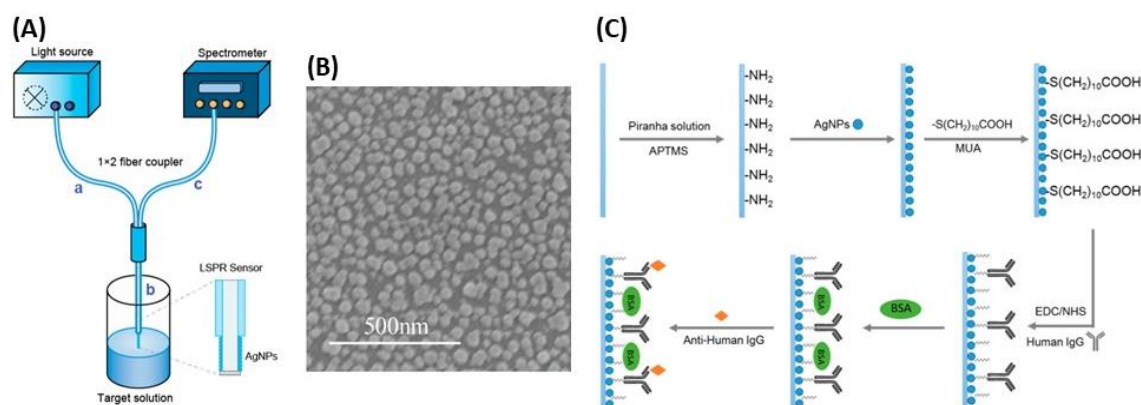 (A)
Light source
Spectrometer
1×2 fiber coupler
a
c
b
LSPR Sensor
AgNPs
Target solution
(B)
500nm
(C)
Piranha solution
APTMS
-NH2
-NH2
-NH2
-NH2
-NH2
-NH2
AgNPs
-S(CH2)10COOH
MUA
-S(CH2)10COOH
-S(CH2)10COOH
-S(CH2)10COOH
-S(CH2)10COOH
EDC/NHS
Human IgG
BSA
BSA
BSA
Anti-Human IgG
BSA
BSA